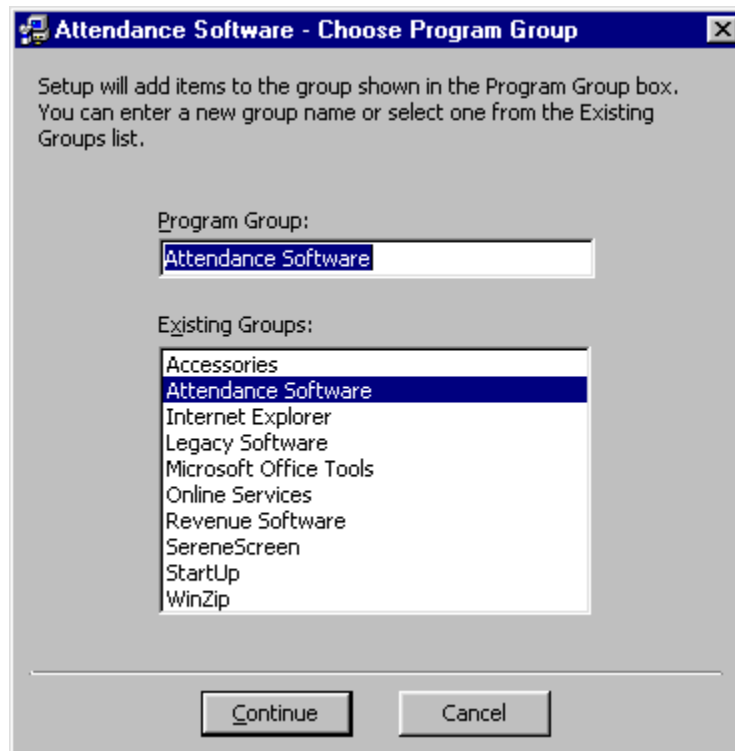 Attendance Software - Choose Program Group
Setup will add items to the group shown in the Program Group box.
You can enter a new group name or select one from the Existing
Groups list.
Program Group:
Attendance Software
Existing Groups:
Accessories
Attendance Software
Internet Explorer
Legacy Software
Microsoft Office Tools
Online Services
Revenue Software
SereneScreen
StartUp
WinZip
Continue
Cancel